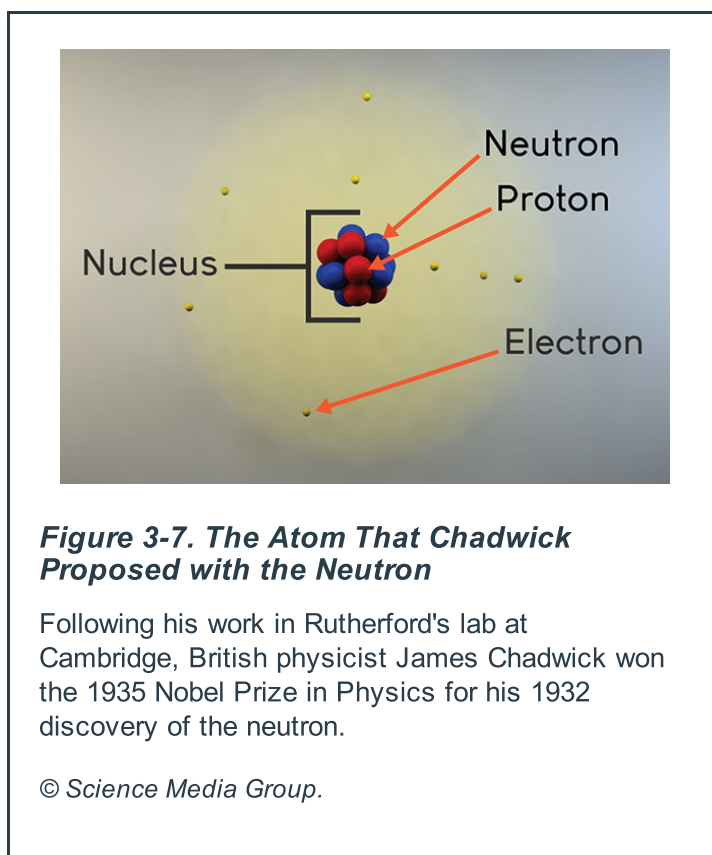 Neutron
Proton
Nucleus
Electron
Figure 3-7. The Atom That Chadwick
Proposed with the Neutron
Following his work in Rutherford's lab at
Cambridge, British physicist James Chadwick won
the 1935 Nobel Prize in Physics for his 1932
discovery of the neutron.
© Science Media Group.